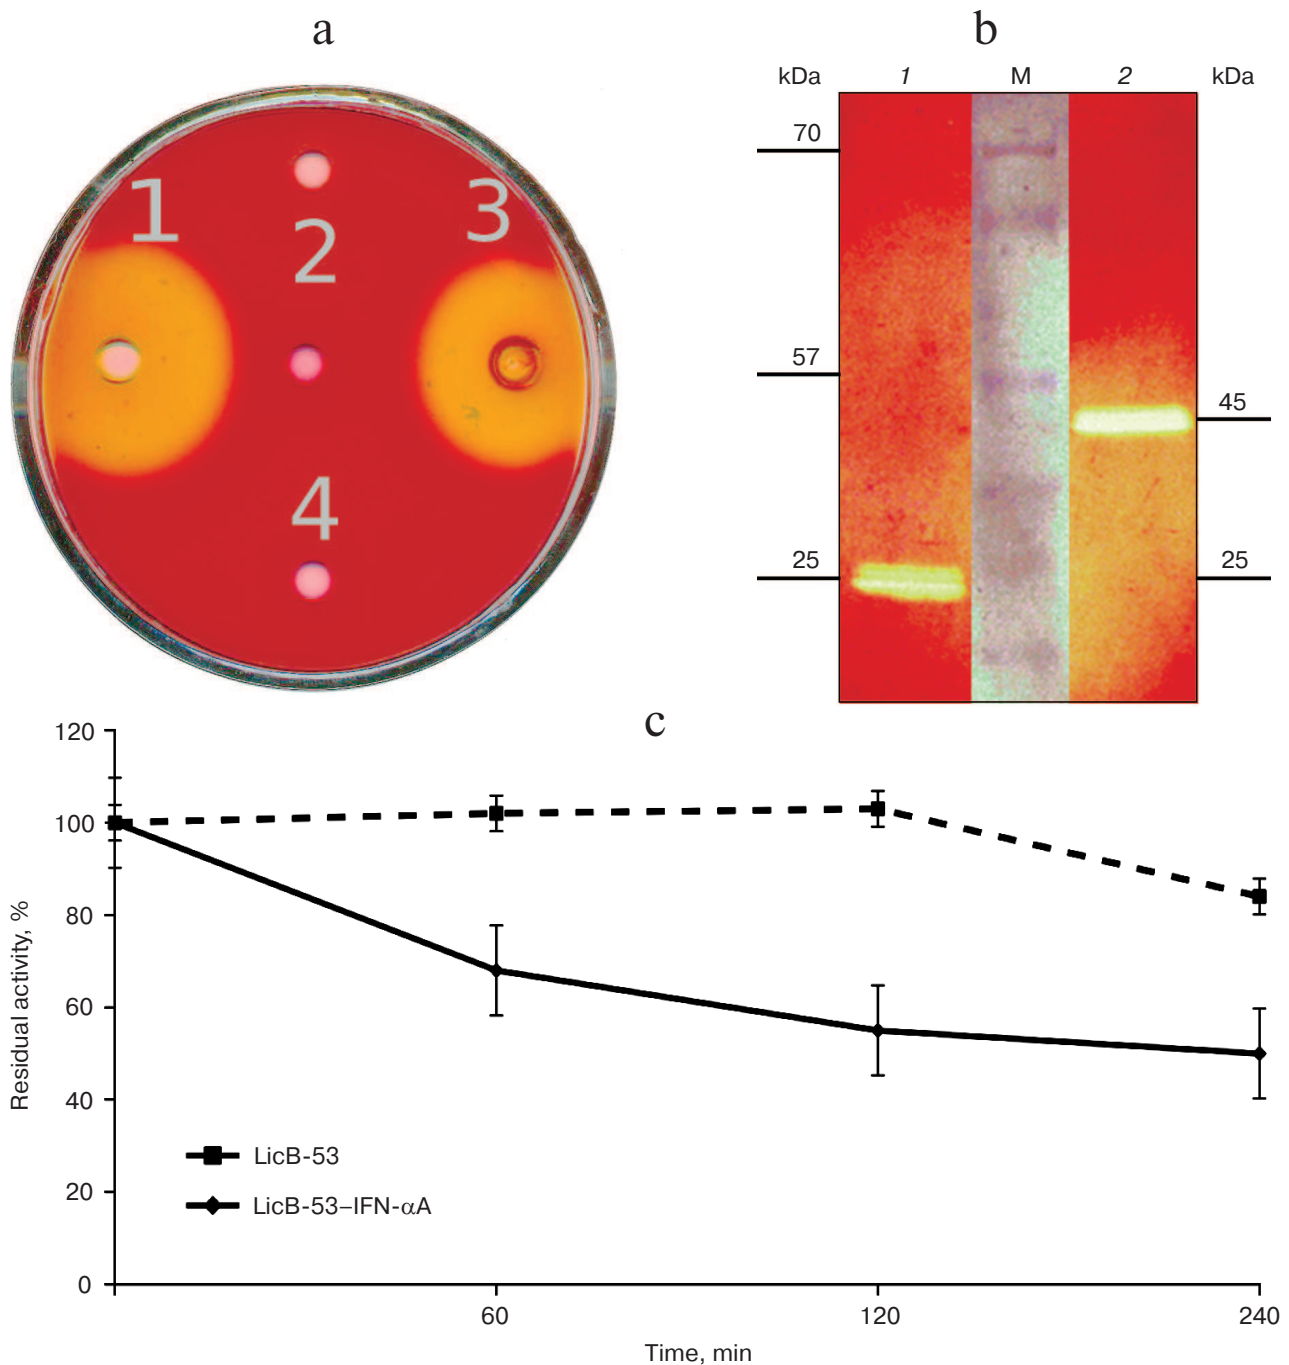 a
b
kDa 1 M 2 kDa
70
57
45
25 25
1 3
2
4
c
120
100
80
60
40
20
0
Residual activity, %
LicB-53
LicB-53–IFN-αA
60 120 240
Time, min